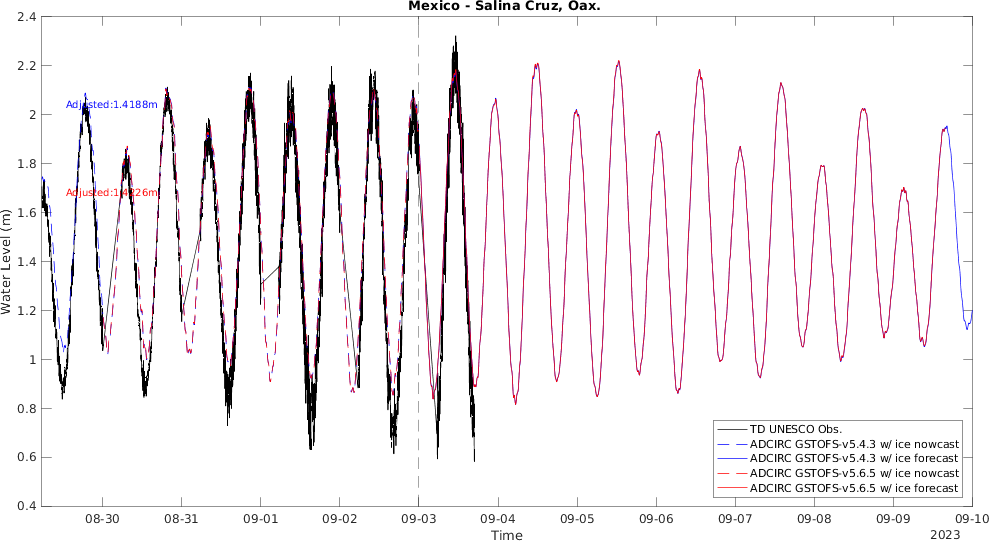 Mexico - Salina Cruz, Oax.
2.4
2.2
2
1.8
1.6
1.4
1.2
1
0.8
0.6
0.4
Water Level (m)
Adjusted:1.4188m
Adjusted:1.4226m
TD UNESCO Obs.
ADCIRC GSTOFS-v5.4.3 w/ ice nowcast
ADCIRC GSTOFS-v5.4.3 w/ ice forecast
ADCIRC GSTOFS-v5.6.5 w/ ice nowcast
ADCIRC GSTOFS-v5.6.5 w/ ice forecast
08-30 08-31 09-01 09-02 09-03 09-04 09-05 09-06 09-07 09-08 09-09 09-10
Time
2023